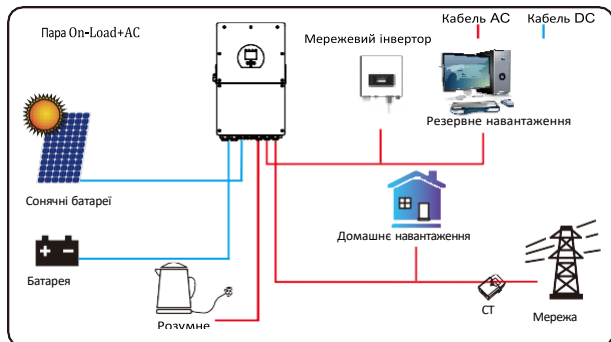 Кабель AC
Кабель DC
Пара On-Load+AC
Мережевий інвертор
Резервне навантаження
Сонячні батареї
Домашнє навантаження
Батарея
Розумне
CT
Мережа